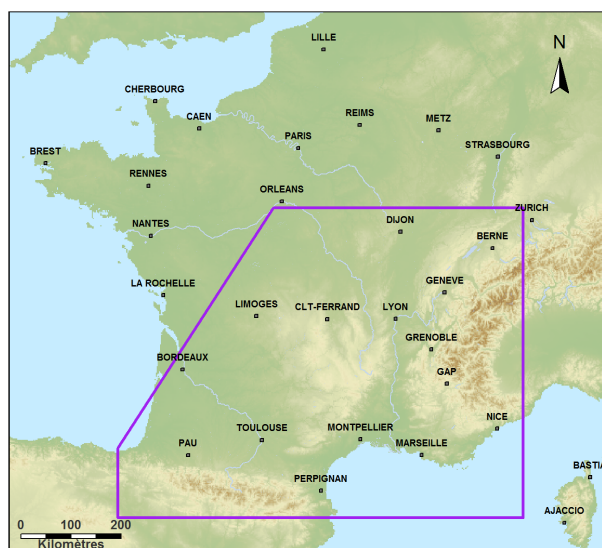 LILLE
N
CHERBOURG
CAEN
REIMS
METZ
PARIS
STRASBOURG
BREST
RENNES
ORLEANS
NANTES
DIJON
ZURICH
BERNE
LA ROCHELLE
GENEVE
LIMOGES
CLT-FERRAND
LYON
GRENOBLE
BORDEAUX
GAP
NICE
TOULOUSE
MONTPELLIER
PAU
MARSEILLE
PERPIGNAN
BASTIA
AJACCIO
0 100 200
Kilomètres